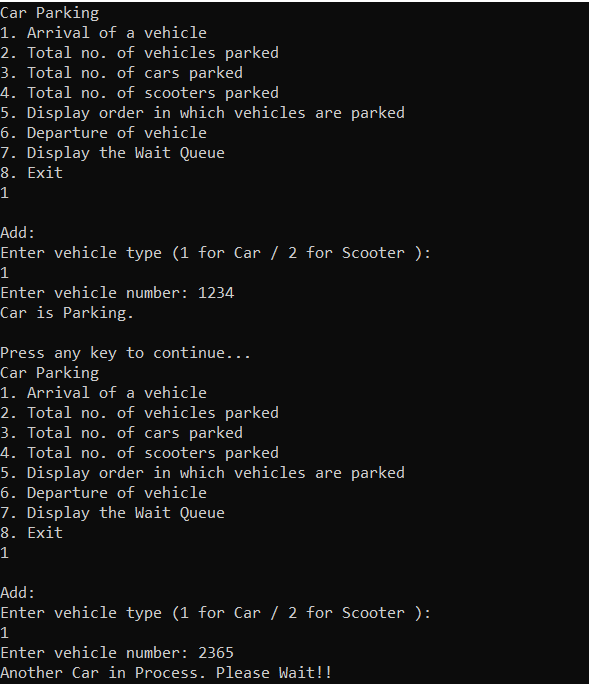 Car Parking
1. Arrival of a vehicle
2. Total no. of vehicles parked
3. Total no. of cars parked
4. Total no. of scooters parked
5. Display order in which vehicles are parked
6. Departure of vehicle
7. Display the Wait Queue
8. Exit
1
Add:
Enter vehicle type (1 for Car / 2 for Scooter ):
1
Enter vehicle number: 1234
Car is Parking.
Press any key to continue...
Car Parking
1. Arrival of a vehicle
2. Total no. of vehicles parked
3. Total no. of cars parked
4. Total no. of scooters parked
5. Display order in which vehicles are parked
6. Departure of vehicle
7. Display the Wait Queue
8. Exit
1
Add:
Enter vehicle type (1 for Car / 2 for Scooter ):
1
Enter vehicle number: 2365
Another Car in Process. Please Wait!!